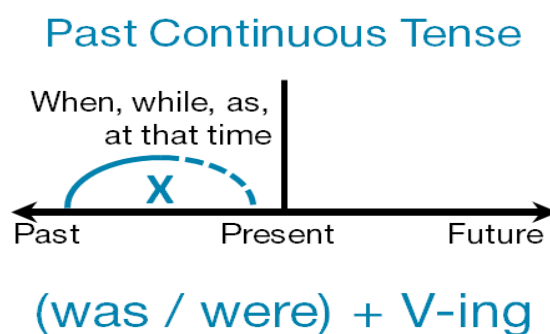 Past Continuous Tense
When, while, as,
at that time
X
Past Present Future
(was / were) + V-ing